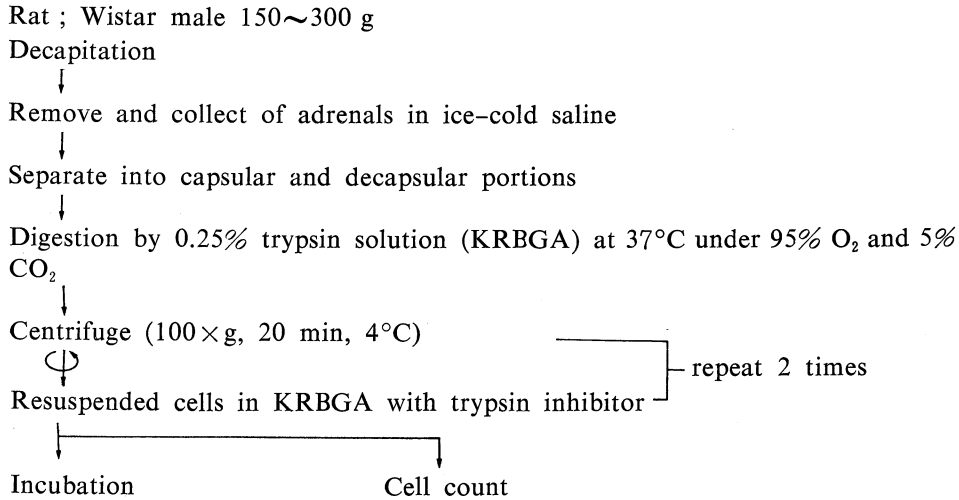 Rat ; Wistar male 150～300 g
Decapitation
Remove and collect of adrenals in ice-cold saline
Separate into capsular and decapsular portions
Digestion by 0.25% trypsin solution (KRBGA) at 37°C under 95% O₂ and 5%
CO₂
Centrifuge (100×g, 20 min, 4°C)
repeat 2 times
Resuspended cells in KRBGA with trypsin inhibitor
Incubation Cell count